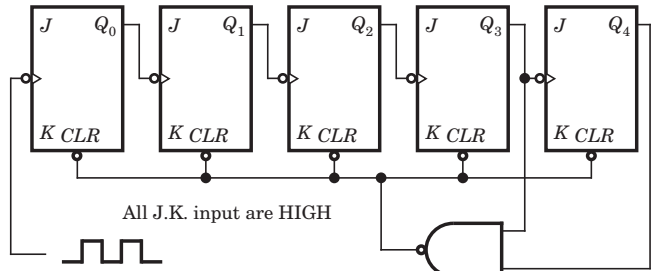 J Q0 J Q1 J Q2 J Q3 J Q4
K CLR K CLR K CLR K CLR K CLR
All J.K. input are HIGH